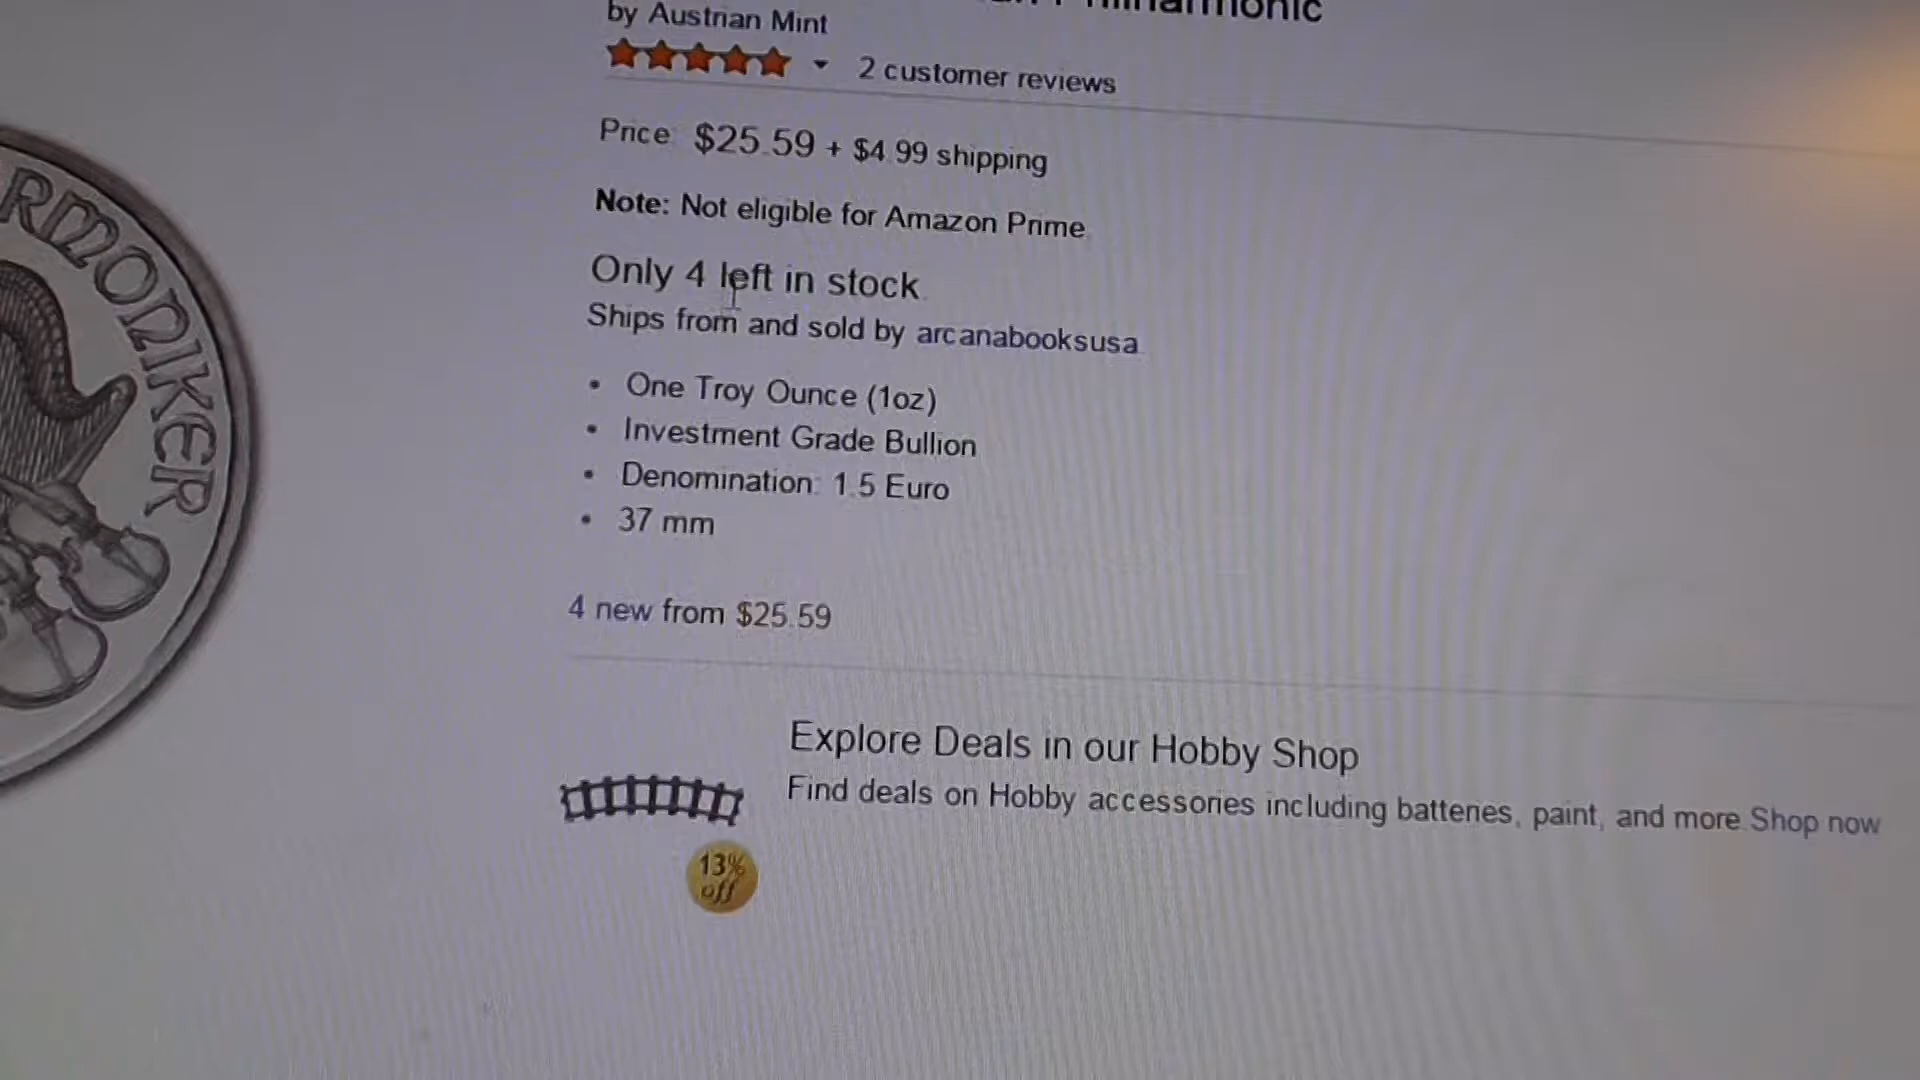 Philharmonic
by Austrian Mint
2 customer reviews
Price: $25.59 + $4.99 shipping
Note: Not eligible for Amazon Prime.
Only 4 left in stock.
Ships from and sold by arcanabooksusa.
• One Troy Ounce (1oz)
• Investment Grade Bullion
• Denomination: 1.5 Euro
• 37 mm
4 new from $25.59
Explore Deals in our Hobby Shop
Find deals on Hobby accessories including batteries, paint, and more.Shop now
13%
off
RMONIKER